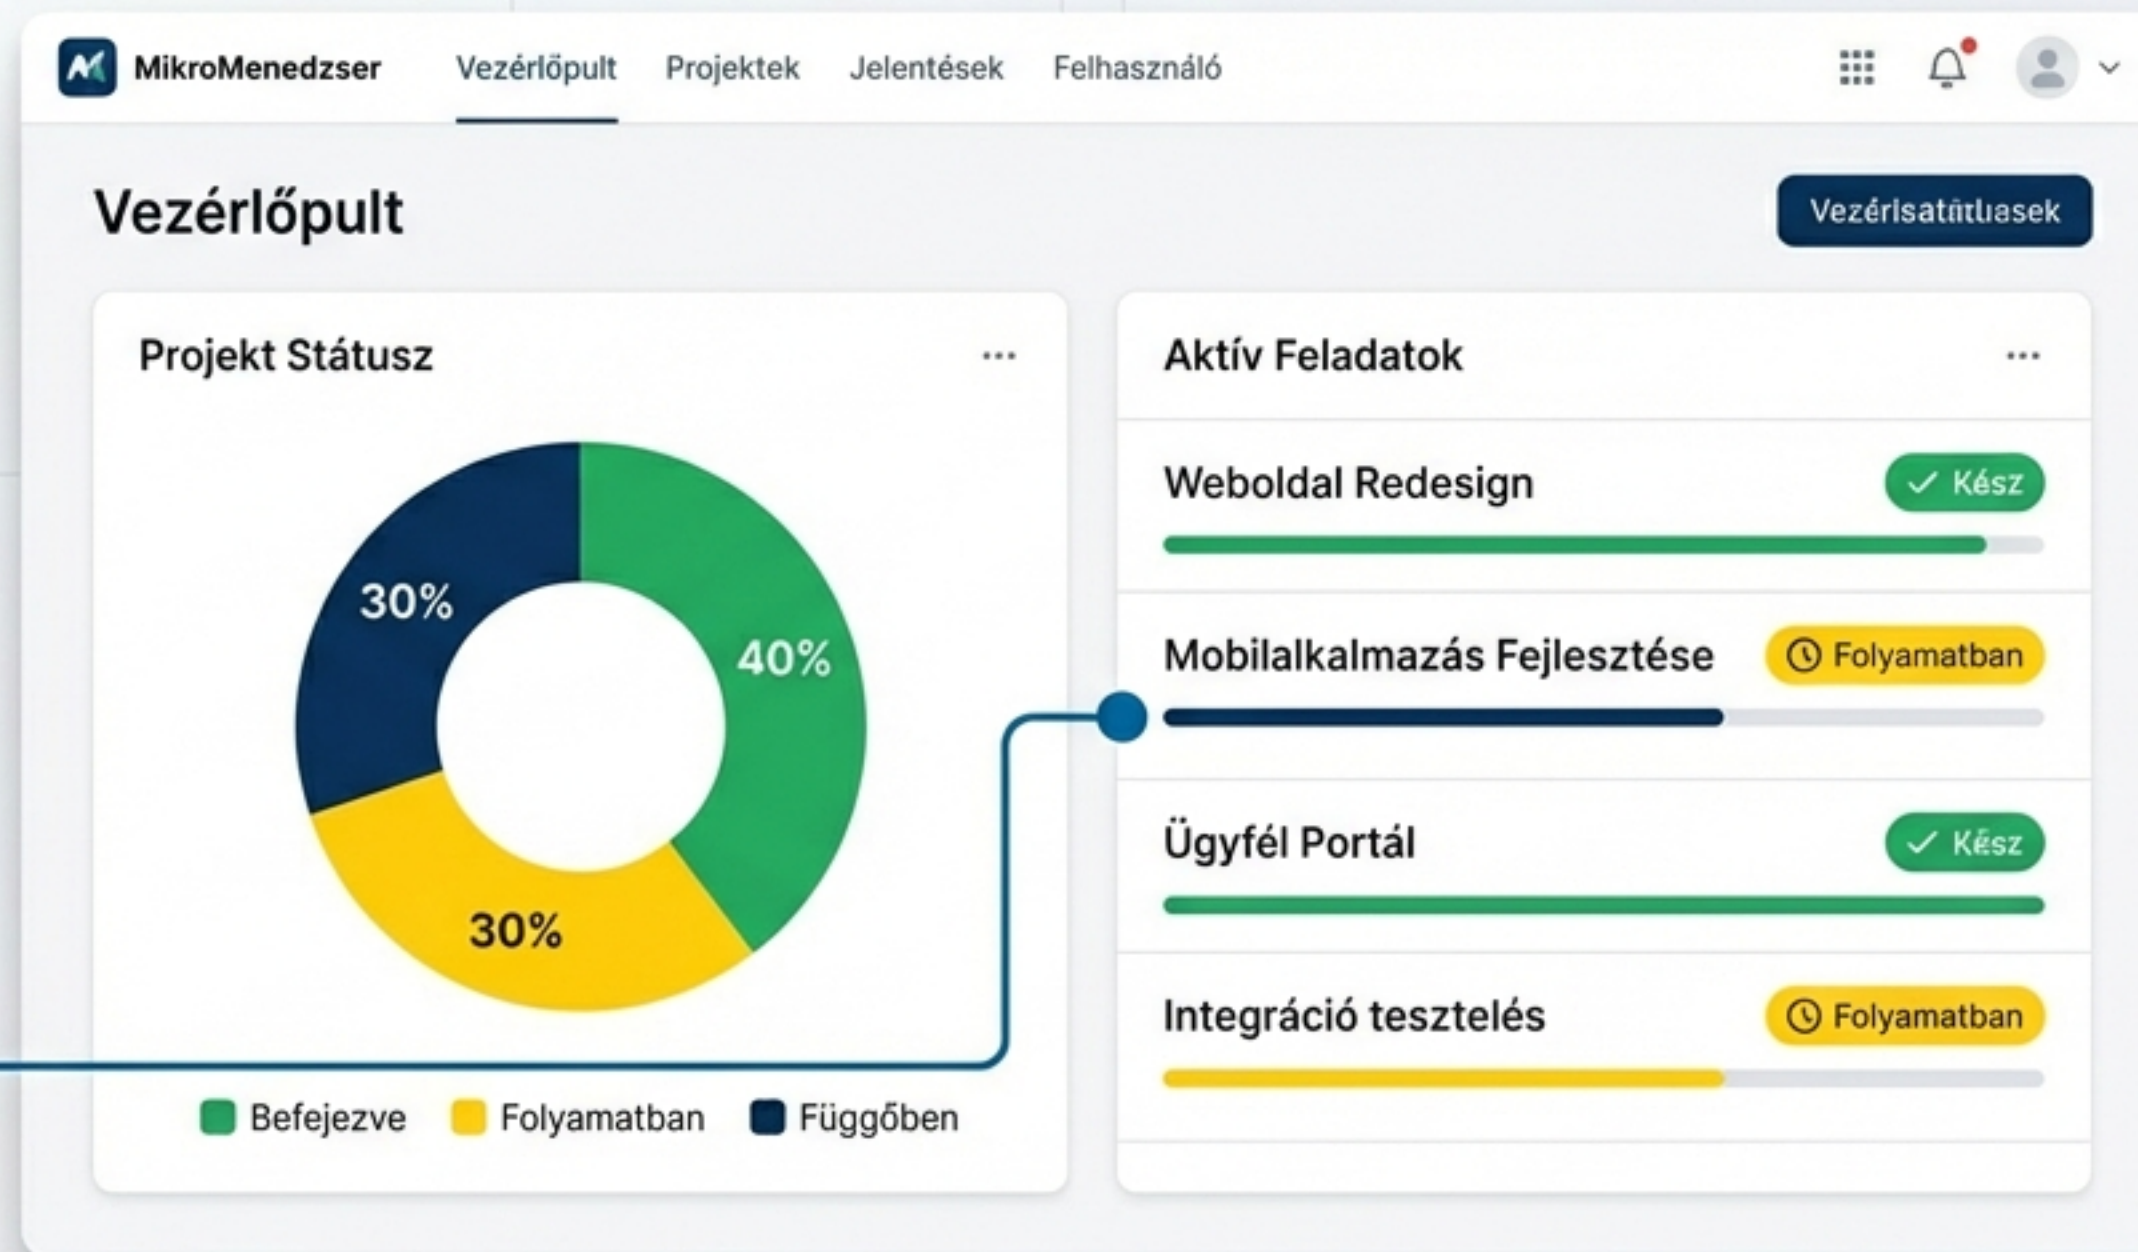 MikroMenedzser Vezérlőpult Projektek Jelentések Felhasználó
Vezérlőpult
Projekt Státusz
30%
40%
30%
Befejezve Folyamatban Függőben
Aktív Feladatok
Weboldal Redesign Kész
Mobilalkalmazás Fejlesztése Folyamatban
Ügyfél Portál Kész
Integráció tesztelés Folyamatban